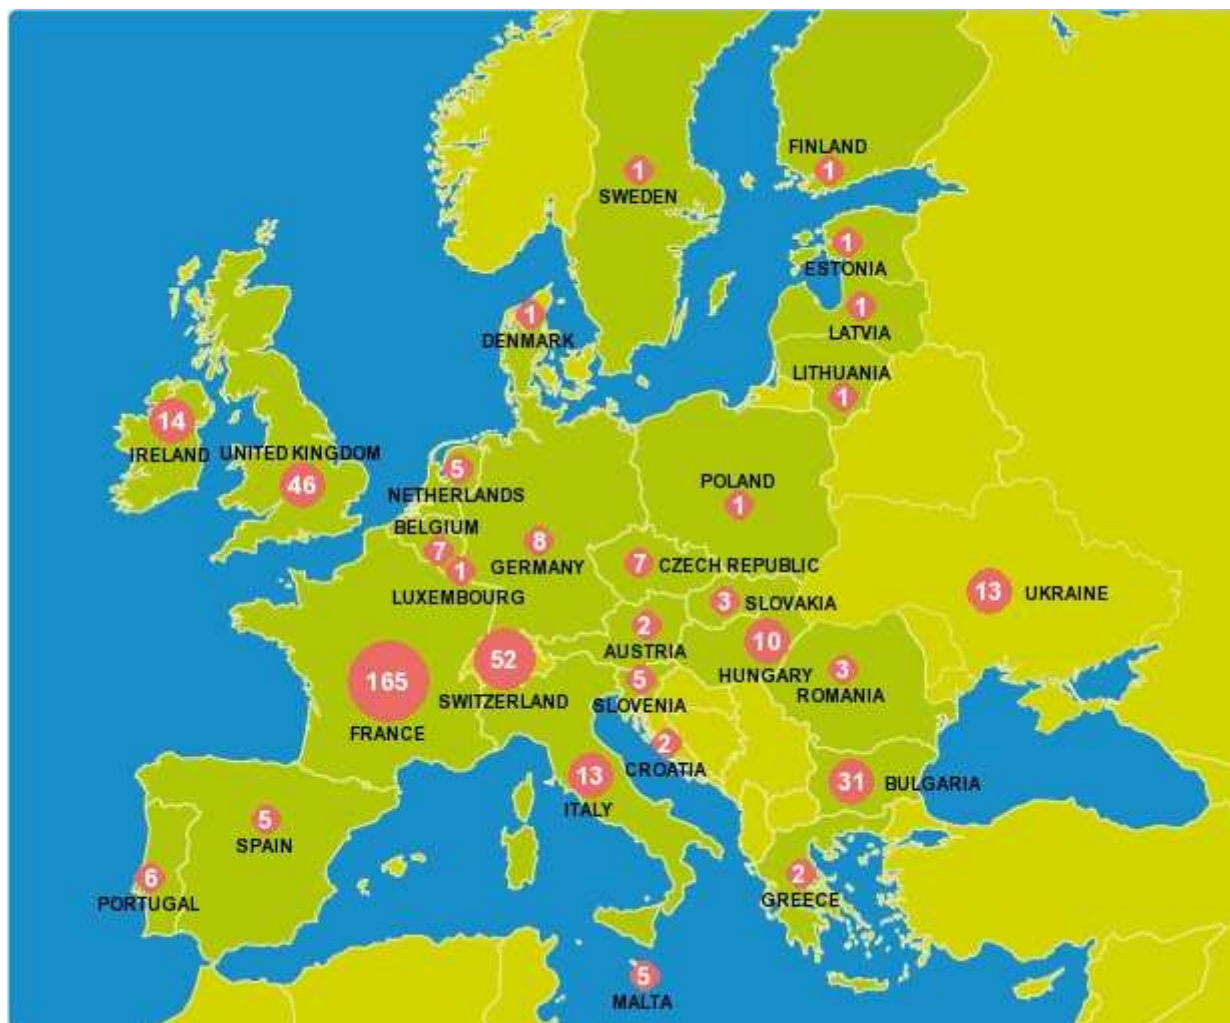 FINLAND
1
1
SWEDEN
1
ESTONIA
1
LATVIA
1
DENMARK
LITHUANIA
1
14
IRELAND
UNITED KINGDOM
46
5
NETHERLANDS
POLAND
1
BELGIUM
7
8
GERMANY
7 CZECH REPUBLIC
1
LUXEMBOURG
13 UKRAINE
3 SLOVAKIA
2
AUSTRIA
10
HUNGARY
52
SWITZERLAND
3
ROMANIA
165
FRANCE
5
SLOVENIA
2
CROATIA
13
ITALY
31 BULGARIA
5
SPAIN
6
PORTUGAL
2
GREECE
5
MALTA